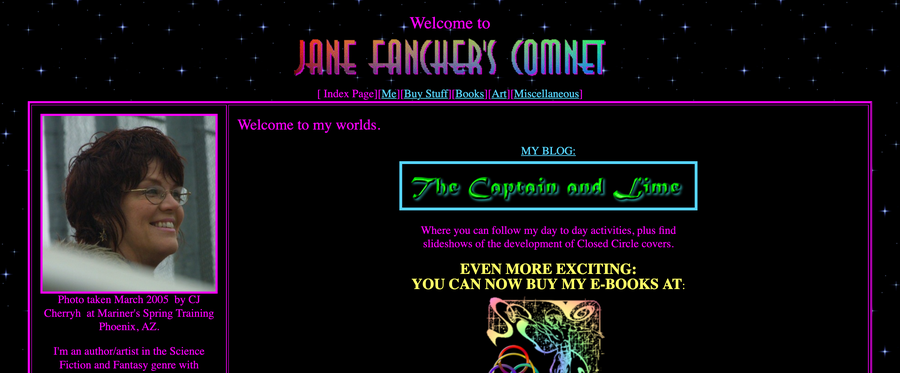 Welcome to
JANE FANCHER'S COMNET
[ Index Page][Me][Buy Stuff][Books][Art][Miscellaneous]
Welcome to my worlds.
MY BLOG:
The Captain and Lime
Where you can follow my day to day activities, plus find
slideshows of the development of Closed Circle covers.
EVEN MORE EXCITING:
YOU CAN NOW BUY MY E-BOOKS AT:
Photo taken March 2005 by CJ
Cherryh at Mariner's Spring Training
Phoenix, AZ.
I'm an author/artist in the Science
Fiction and Fantasy genre with